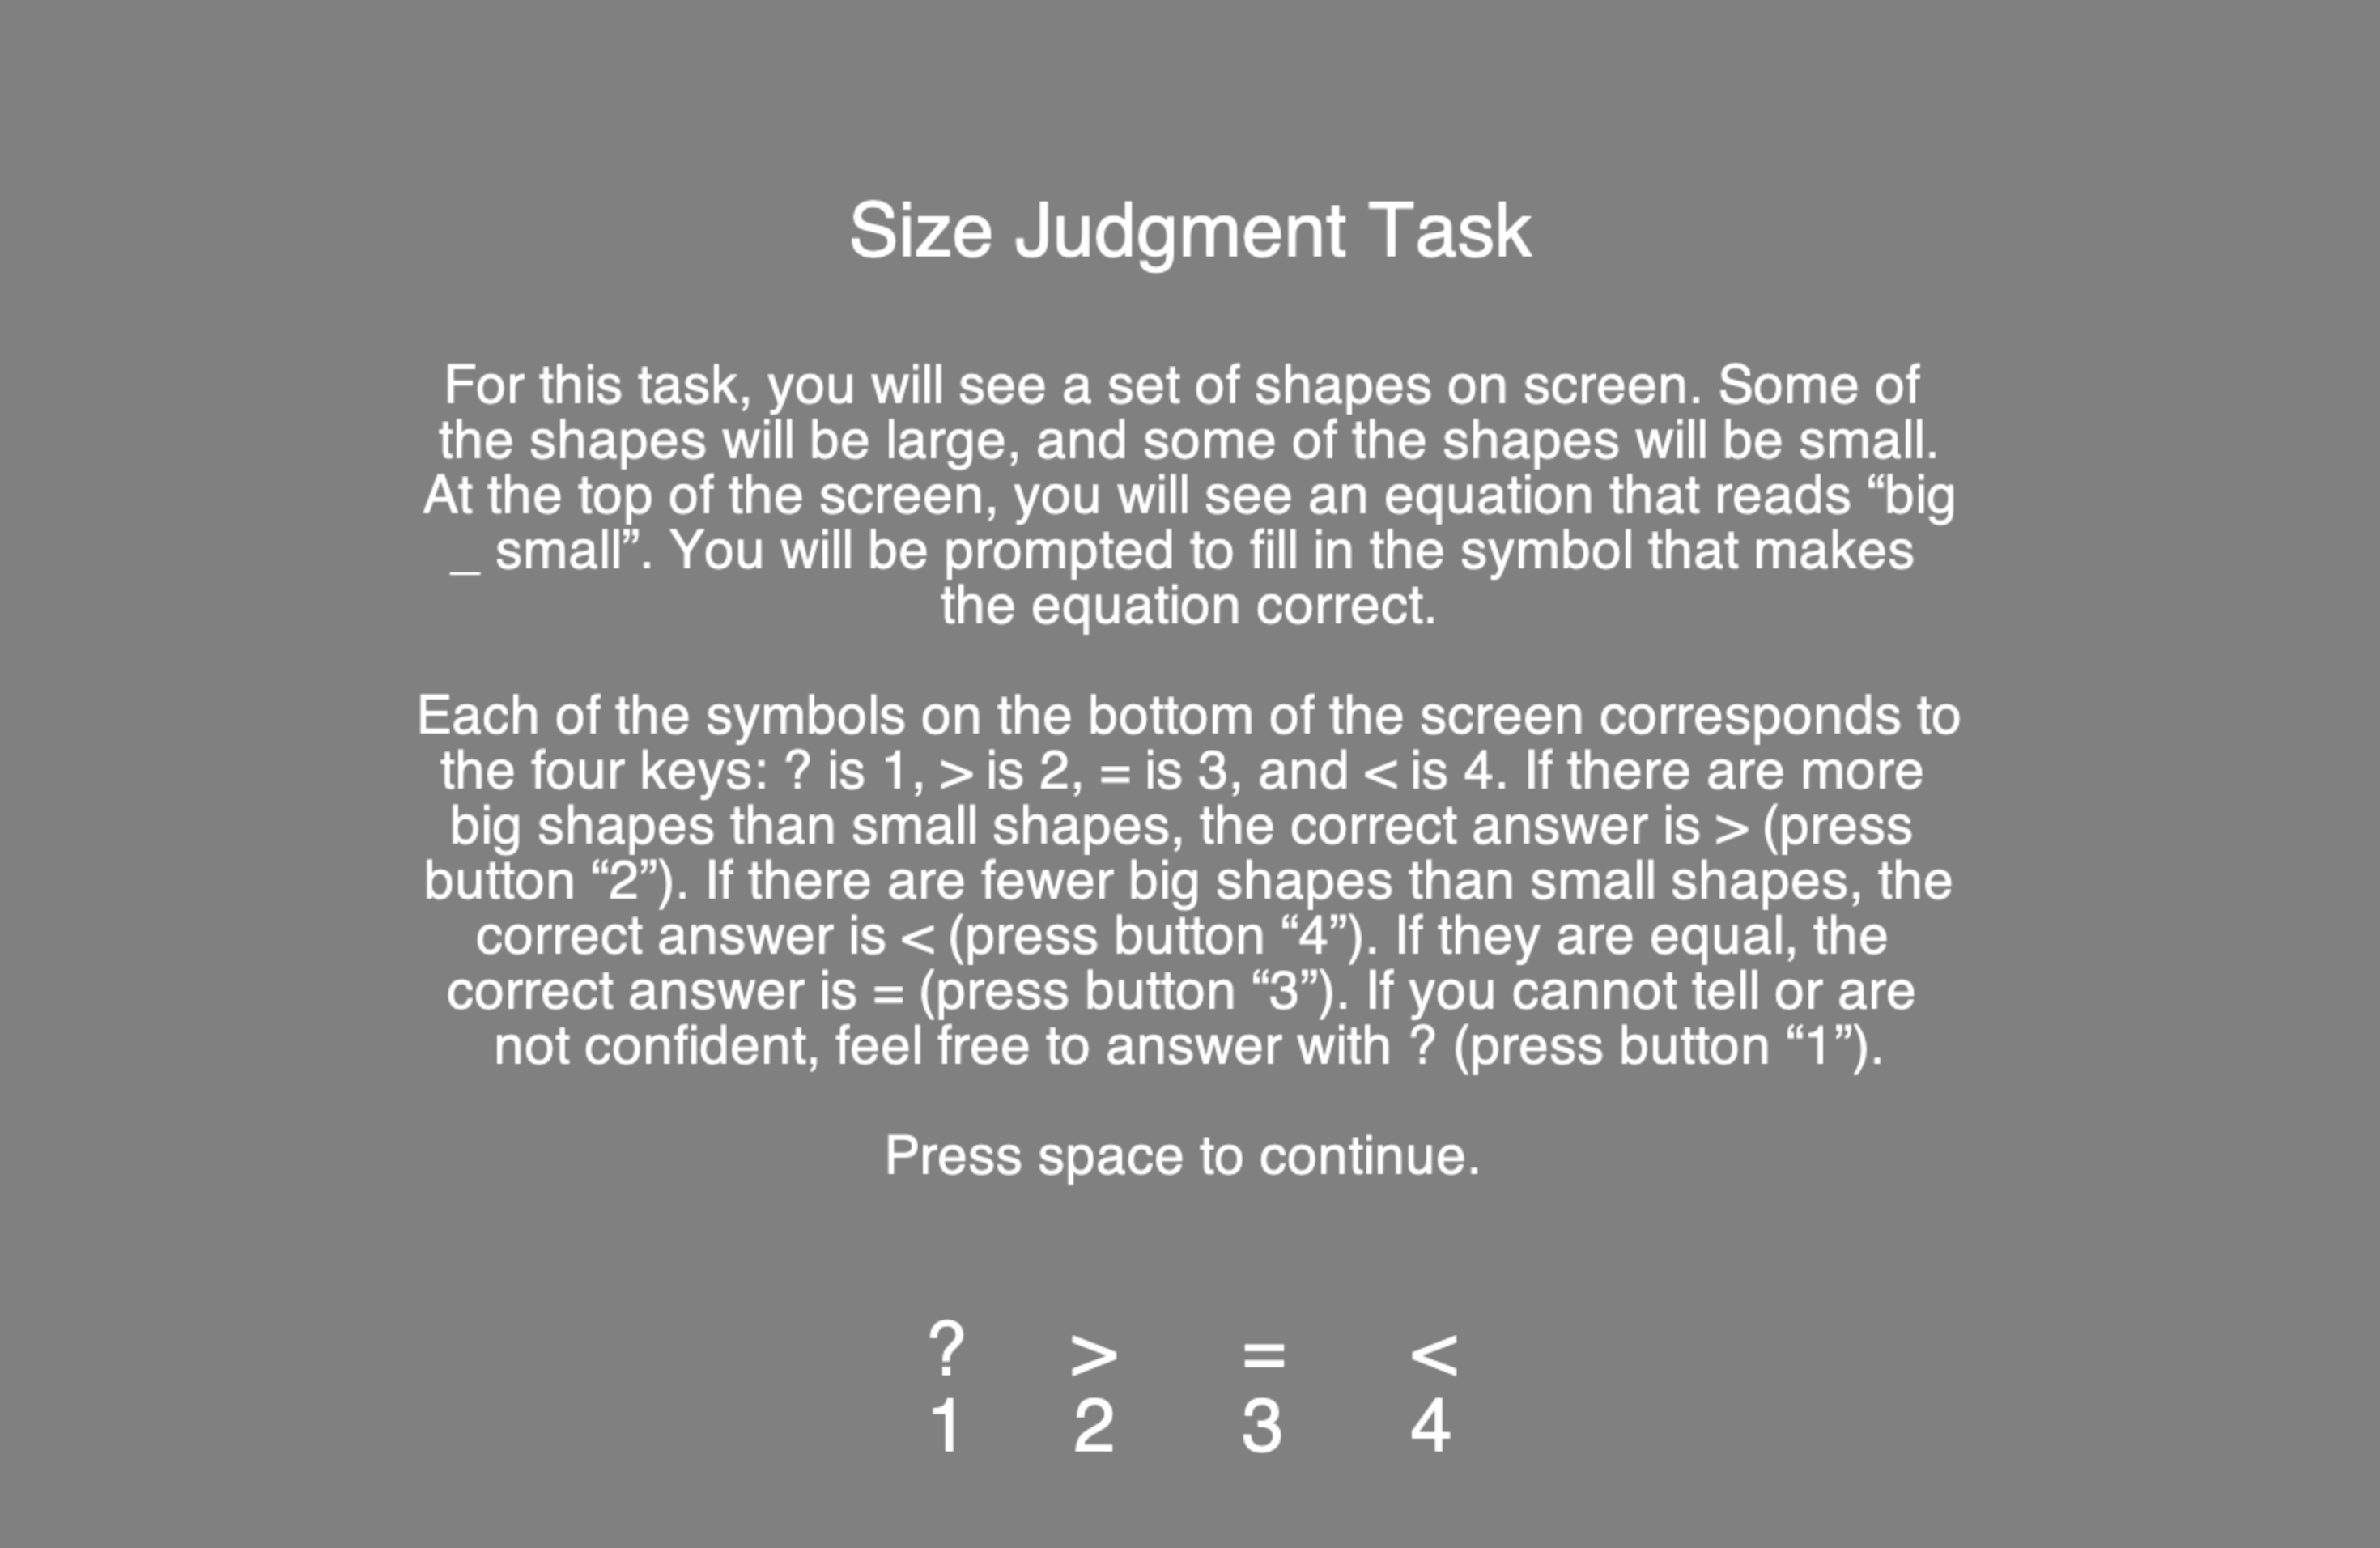 Size Judgment Task
For this task, you will see a set of shapes on screen. Some of
the shapes will be large, and some of the shapes will be small.
At the top of the screen, you will see an equation that reads “big
_ small”. You will be prompted to fill in the symbol that makes
the equation correct.
Each of the symbols on the bottom of the screen corresponds to
the four keys: ? is 1, > is 2, = is 3, and < is 4. If there are more
big shapes than small shapes, the correct answer is > (press
button “2”). If there are fewer big shapes than small shapes, the
correct answer is < (press button “4”). If they are equal, the
correct answer is = (press button “3”). If you cannot tell or are
not confident, feel free to answer with ? (press button “1”).
Press space to continue.
? > = <
1 2 3 4